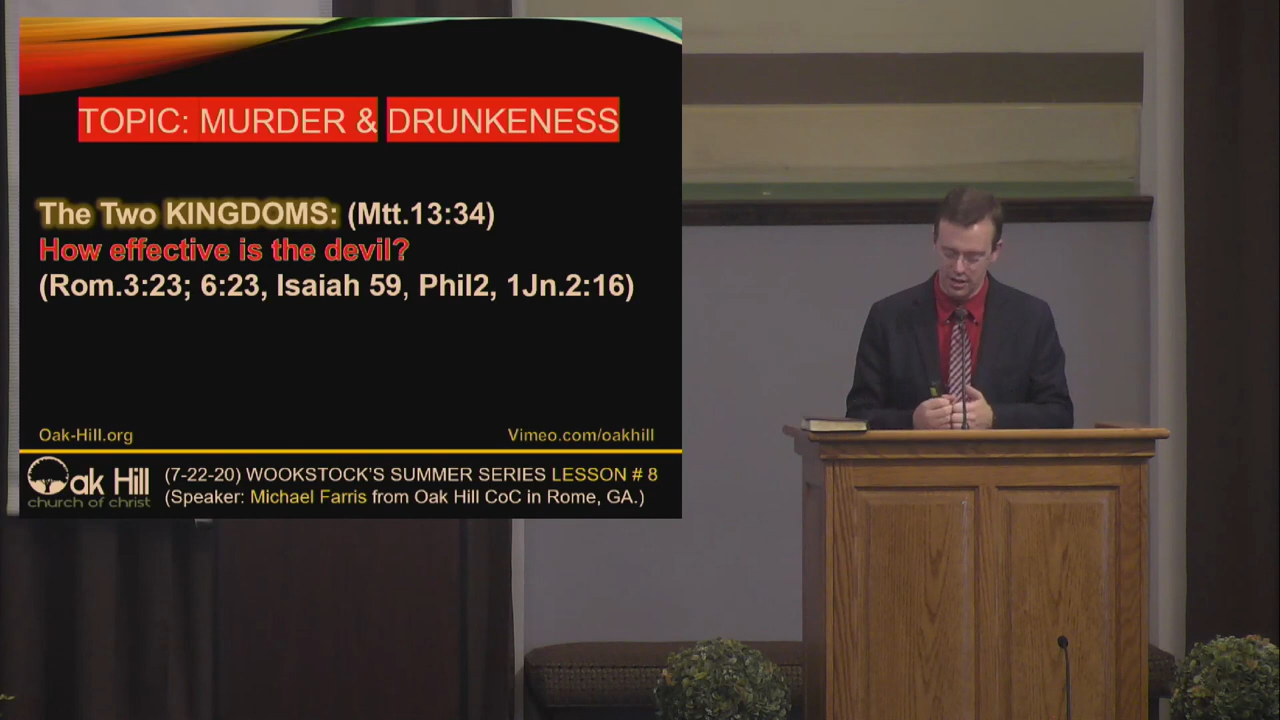 TOPIC: MURDER & DRUNKENESS
The Two KINGDOMS: (Mtt.13:34)
How effective is the devil?
(Rom.3:23; 6:23, Isaiah 59, Phil2, 1Jn.2:16)
Oak-Hill.org
Vimeo.com/oakhill
Oak Hill
church of christ
(7-22-20) WOOKSTOCK'S SUMMER SERIES LESSON # 8
(Speaker: Michael Farris from Oak Hill CoC in Rome, GA.)